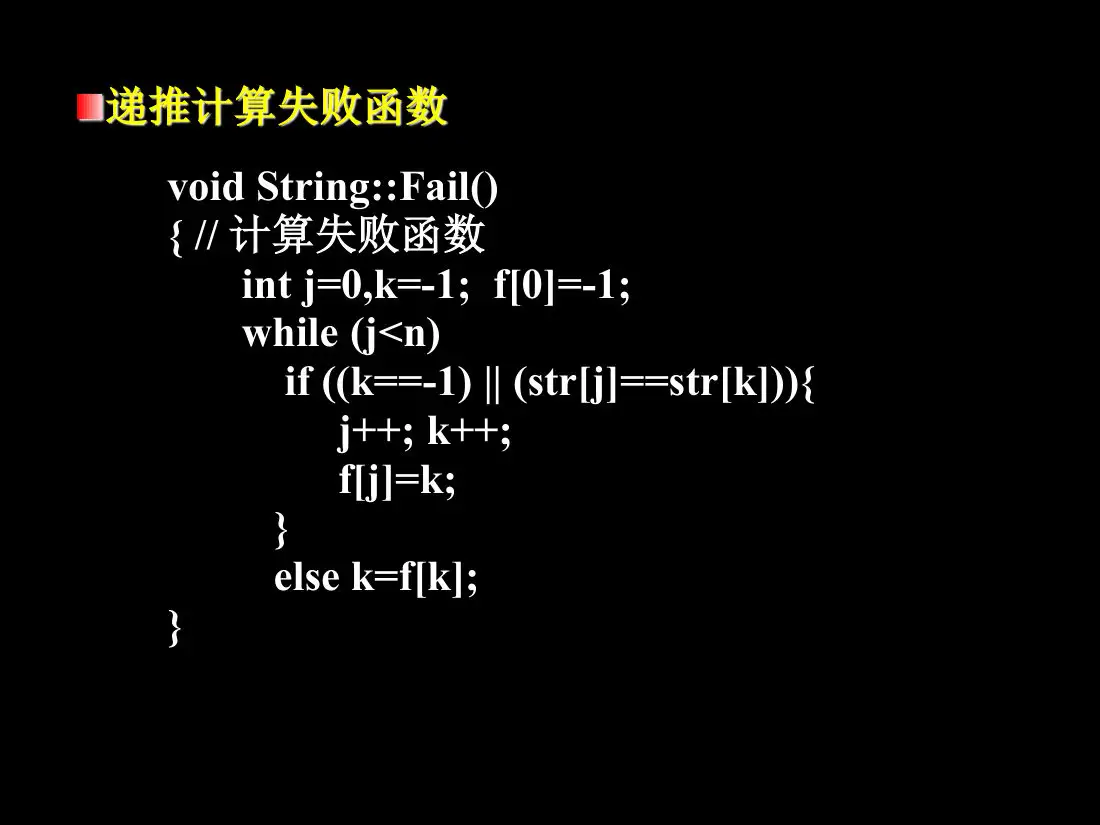 递推计算失败函数
void String::Fail()
{ // 计算失败函数
int j=0,k=-1; f[0]=-1;
while (j<n)
if ((k==-1) || (str[j]==str[k])){
j++; k++;
f[j]=k;
}
else k=f[k];
}